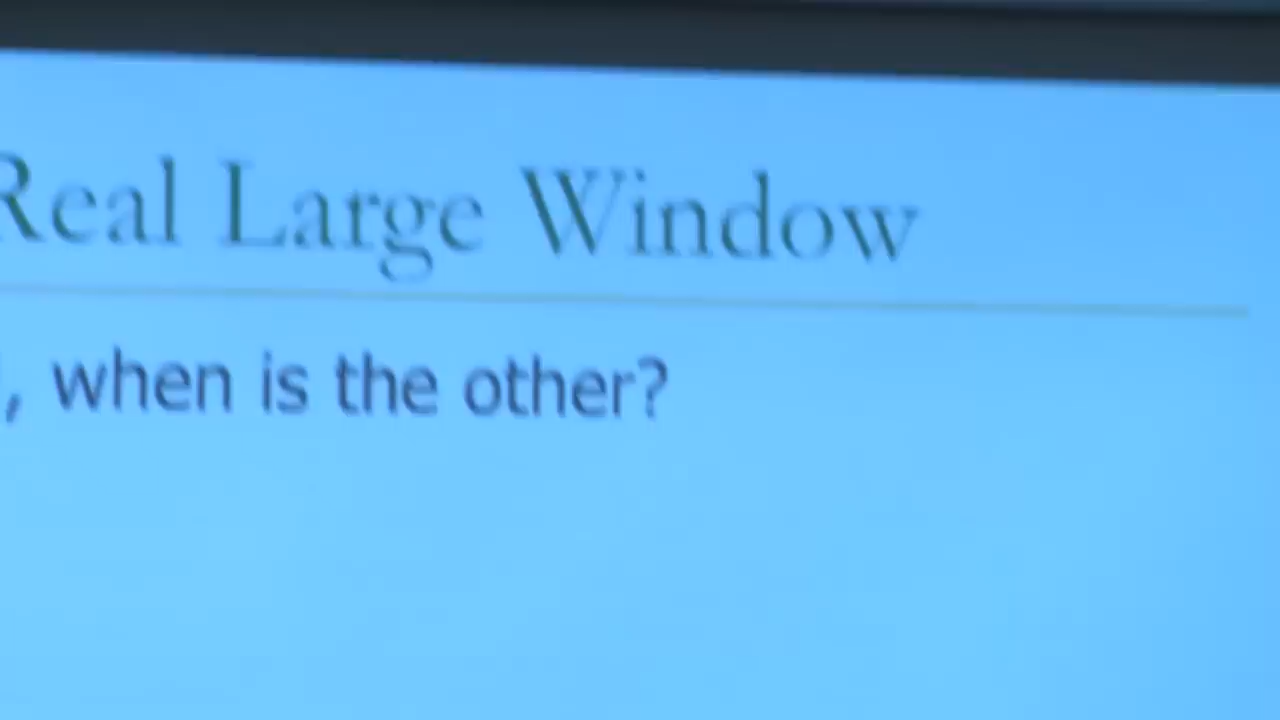 Real Large Window
, when is the other?